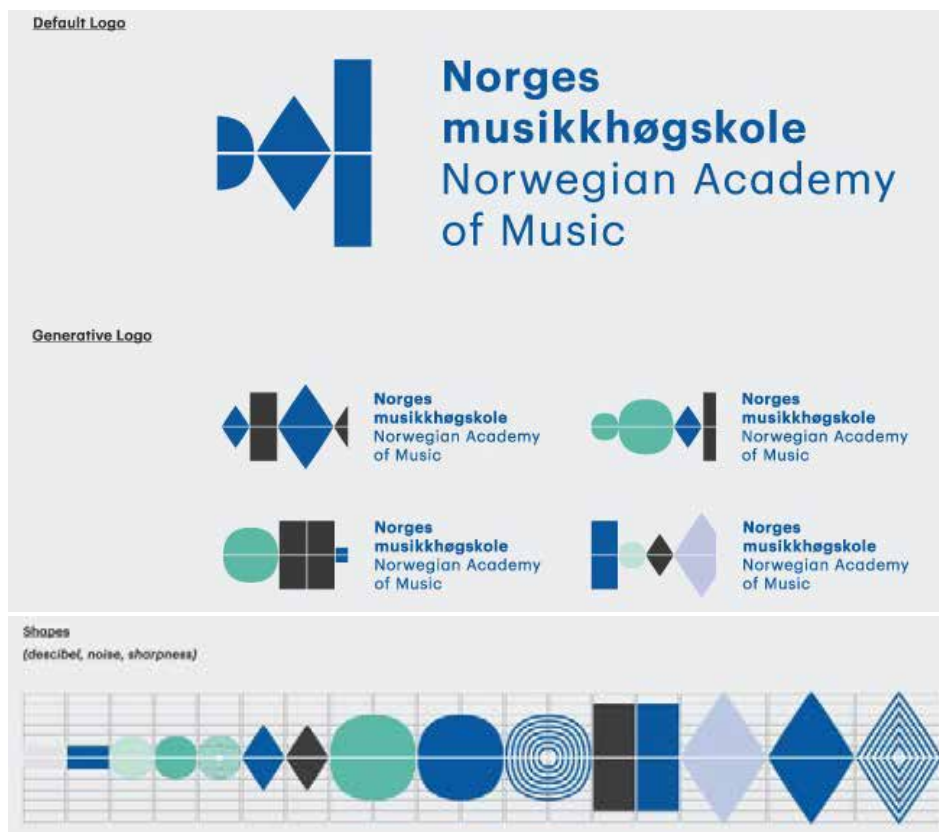 Default Logo
Norges
musikkhøgskole
Norwegian Academy
of Music
Generative Logo
Norges
musikkhøgskole
Norwegian Academy
of Music
Norges
musikkhøgskole
Norwegian Academy
of Music
Norges
musikkhøgskole
Norwegian Academy
of Music
Norges
musikkhøgskole
Norwegian Academy
of Music
Shapes
(descibel, noise, sharpness)